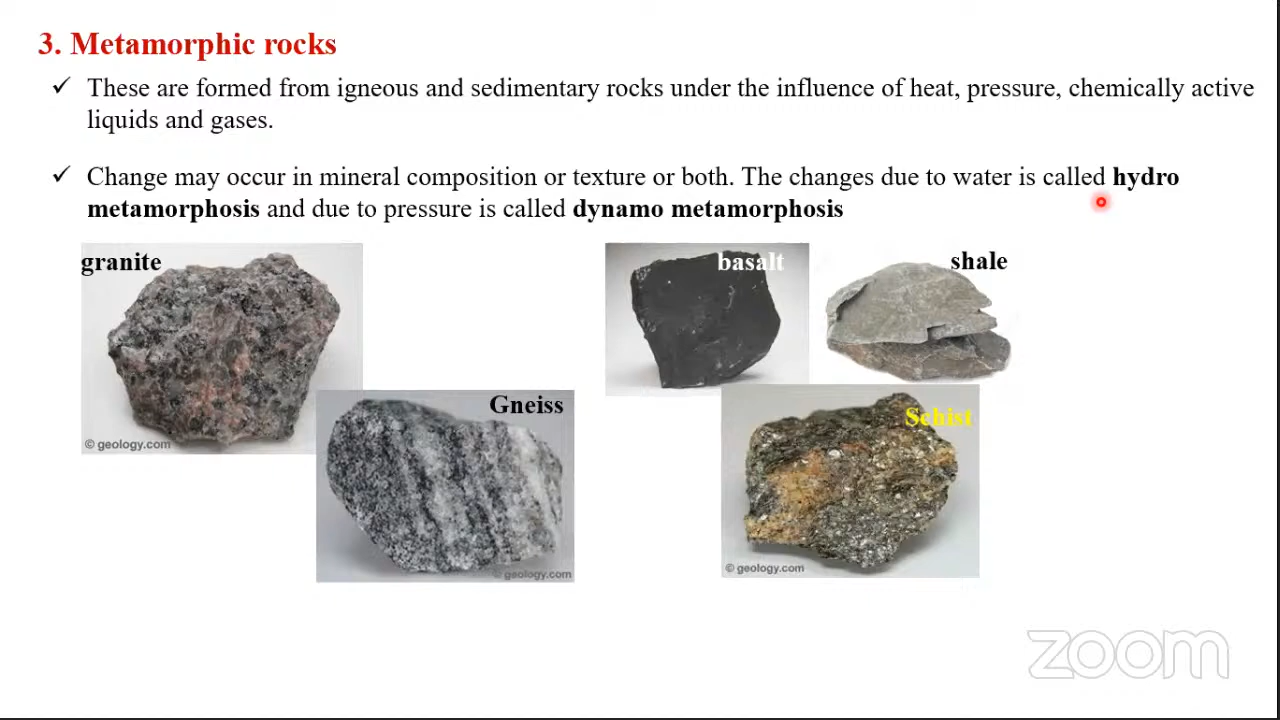 3. Metamorphic rocks
✓ These are formed from igneous and sedimentary rocks under the influence of heat, pressure, chemically active
liquids and gases.
✓ Change may occur in mineral composition or texture or both. The changes due to water is called hydro
metamorphosis and due to pressure is called dynamo metamorphosis
granite
basalt
shale
Gneiss
Schist
© geology.com
© geology.com
© geology.com
zoom